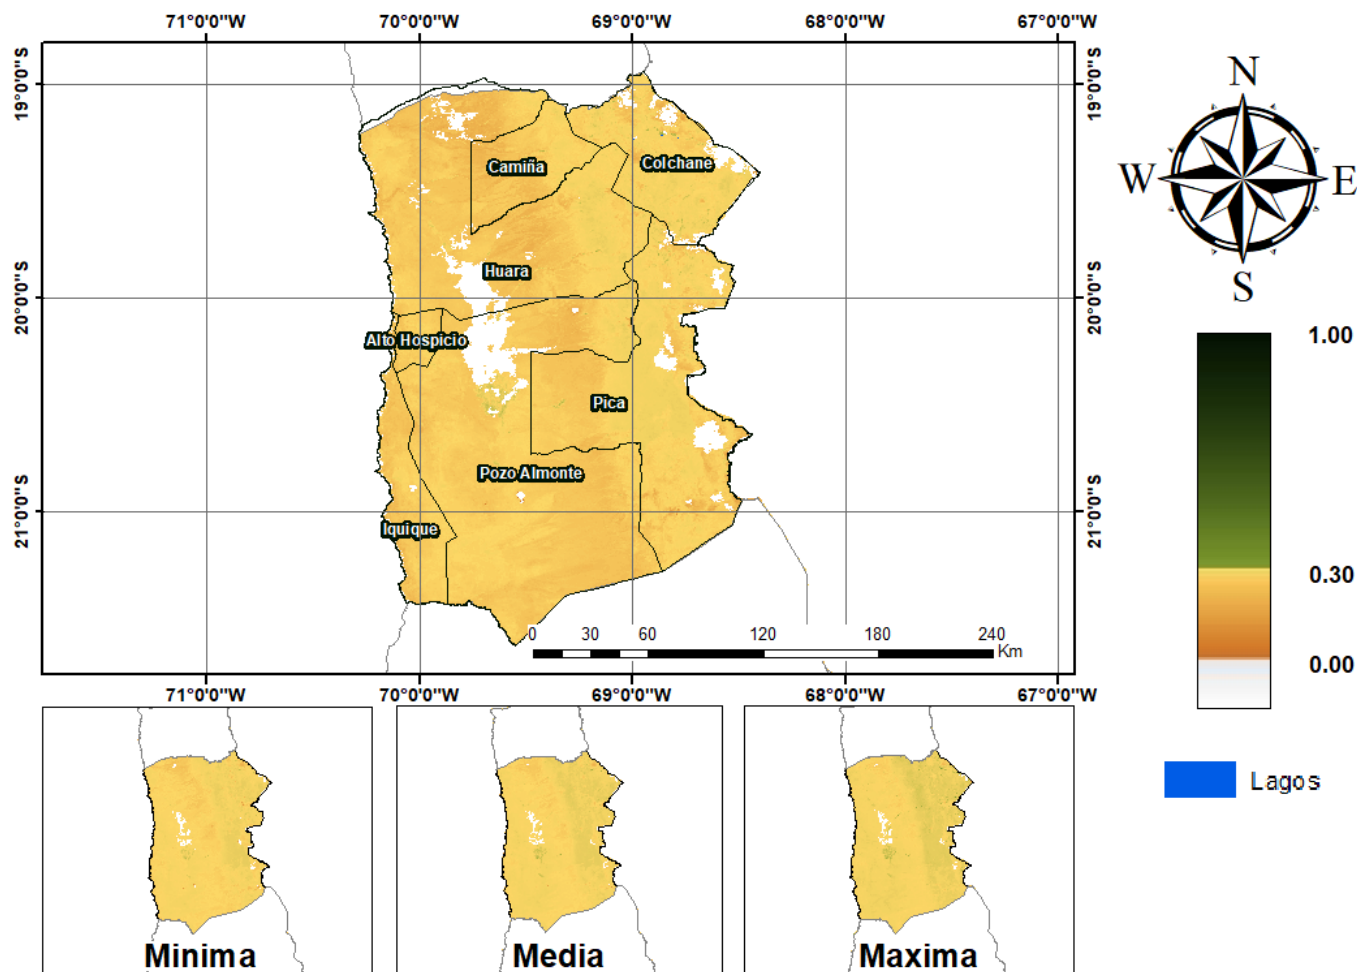 71°0'0"W 70°0'0"W 69°0'0"W 68°0'0"W 67°0'0"W
19°0'0"S
19°0'0"S
20°0'0"S
20°0'0"S
21°0'0"S
21°0'0"S
Camiña
Colchane
Huara
Alto Hospicio
Pica
Pozo Almonte
Iquique
0 30 60 120 180 240
Km
71°0'0"W 70°0'0"W 69°0'0"W 68°0'0"W 67°0'0"W
N
W E
S
1.00
0.30
0.00
Lagos
Minima
Media
Maxima